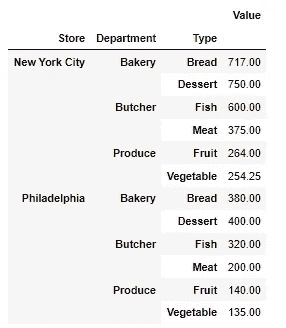 Value
Store Department Type
New York City Bakery Bread 717.00
Dessert 750.00
Butcher Fish 600.00
Meat 375.00
Produce Fruit 264.00
Vegetable 254.25
Philadelphia Bakery Bread 380.00
Dessert 400.00
Butcher Fish 320.00
Meat 200.00
Produce Fruit 140.00
Vegetable 135.00